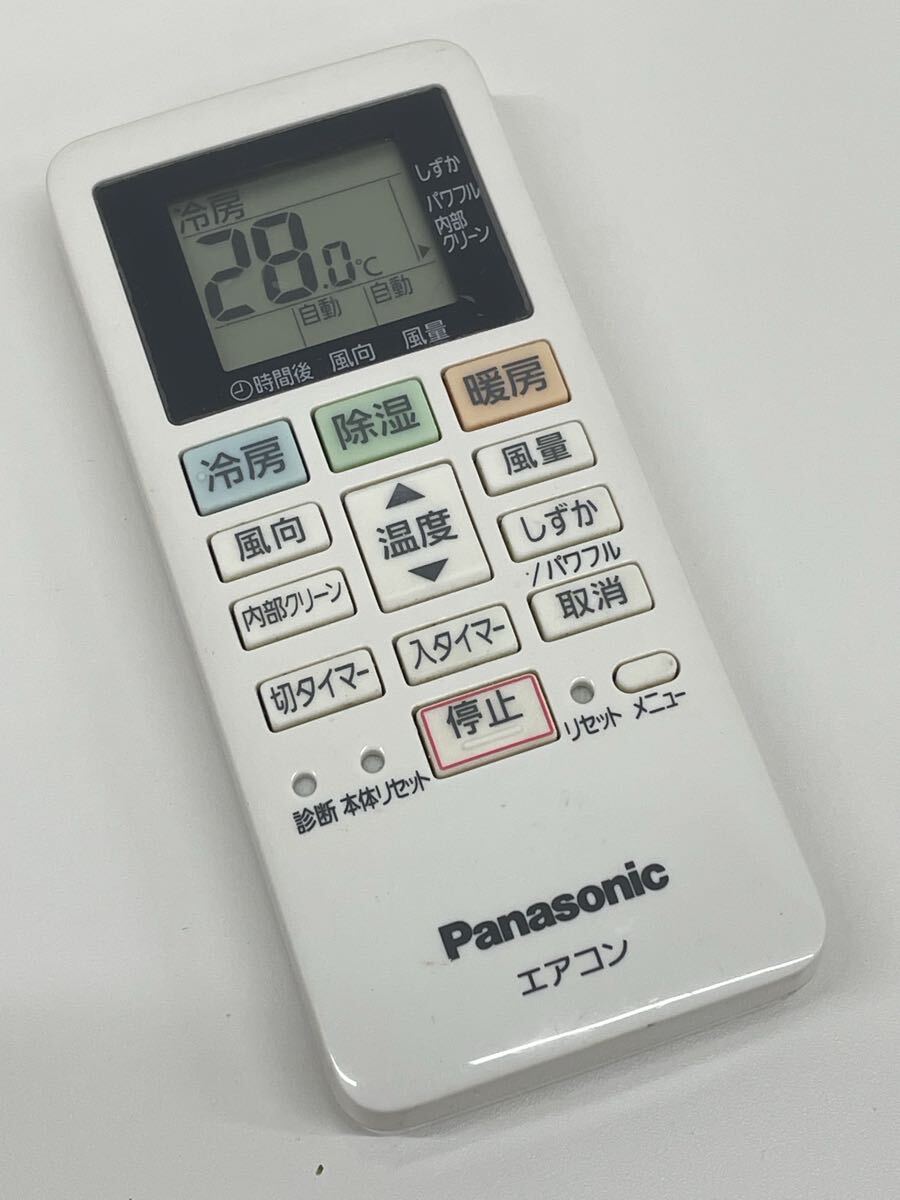 冷房
28.0℃
自動 自動
しずか
パワフル
内部
クリーン
時間後 風向 風量
冷房 除湿 暖房
風向 温度 風量
しずか
/パワフル
内部クリーン
取消
切タイマー 入タイマー
停止
リセット メニュー
診断 本体リセット
Panasonic
エアコン